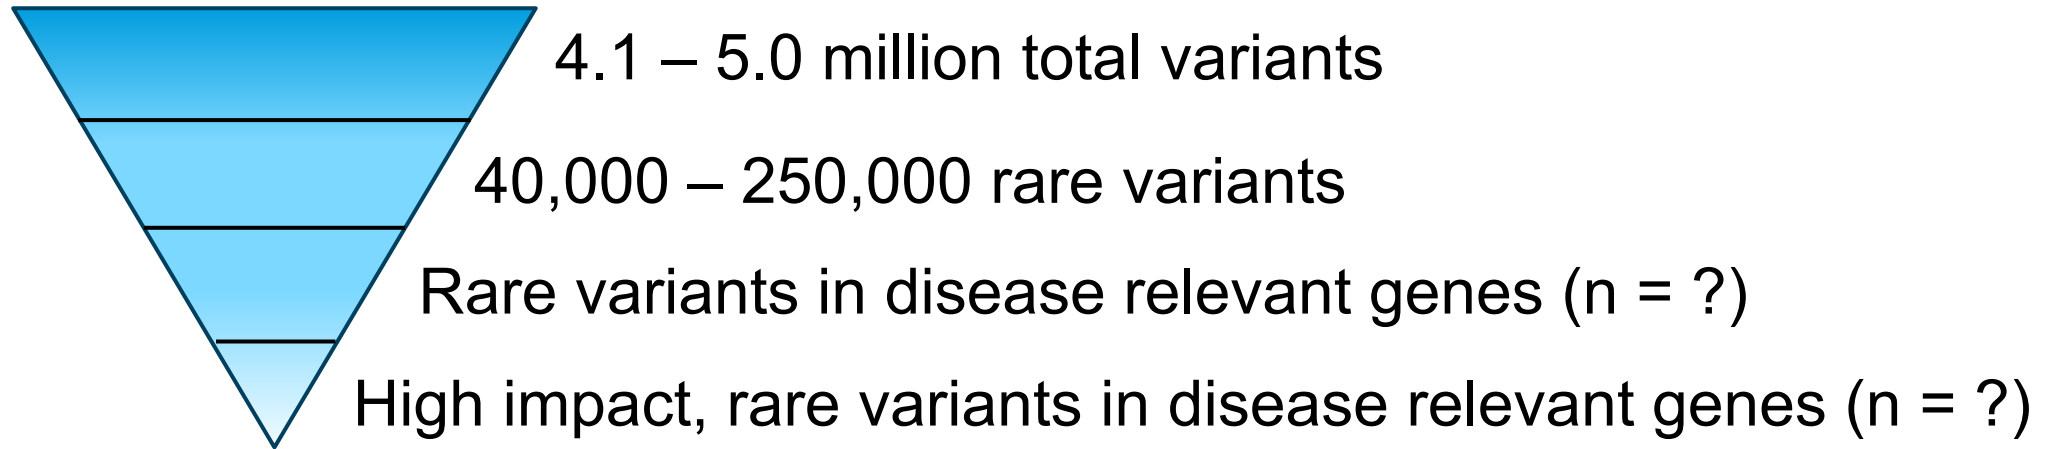 4.1 – 5.0 million total variants
40,000 – 250,000 rare variants
Rare variants in disease relevant genes (n = ?)
High impact, rare variants in disease relevant genes (n = ?)